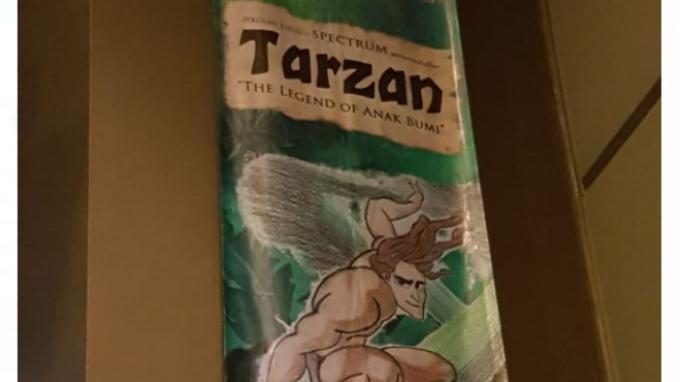 SPECTRUM
Tarzan
"THE LEGEND OF ANAK BUMI"